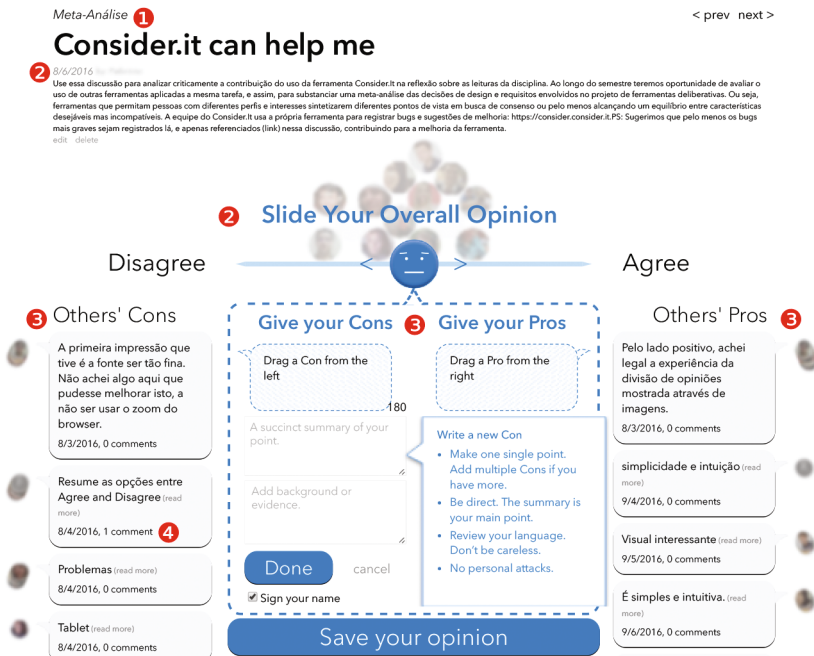 Meta-Análise 1
< prev next >
Consider.it can help me
2 8/6/2016
Use essa discussão para analizar criticamente a contribuição do uso da ferramenta Consider.It na reflexão sobre as leituras da disciplina. Ao longo do semestre teremos oportunidade de avaliar o
uso de outras ferramentas aplicadas a mesma tarefa, e assim, para substanciar uma meta-análise das decisões de design e requisitos envolvidos no projeto de ferramentas deliberativas. Ou seja,
ferramentas que permitam pessoas com diferentes perfis e interesses sintetizarem diferentes pontos de vista em busca de consenso ou pelo menos alcançando um equilíbrio entre características
desejáveis mas incompatíveis. A equipe do Consider.It usa a própria ferramenta para registrar bugs e sugestões de melhoria: https://consider.consider.it.PS: Sugerimos que pelo menos os bugs
mais graves sejam registrados lá, e apenas referenciados (link) nessa discussão, contribuindo para a melhoria da ferramenta.
edit delete
2 Slide Your Overall Opinion
Disagree
< >
Agree
3 Others' Cons
A primeira impressão que
tive é a fonte ser tão fina.
Não achei algo aqui que
pudesse melhorar isto, a
não ser usar o zoom do
browser.
8/3/2016, 0 comments
Resume as opções entre
Agree and Disagree (read
more)
8/4/2016, 1 comment 4
Problemas (read more)
8/4/2016, 0 comments
Tablet (read more)
8/4/2016, 0 comments
Give your Cons 3 Give your Pros
Drag a Con from the
left
Drag a Pro from the
right
180
A succinct summary of your
point.
Add background or
evidence.
Done cancel
Sign your name
Write a new Con
• Make one single point.
Add multiple Cons if you
have more.
• Be direct. The summary is
your main point.
• Review your language.
Don't be careless.
• No personal attacks.
Save your opinion
Others' Pros 3
Pelo lado positivo, achei
legal a experiência da
divisão de opiniões
mostrada através de
imagens.
8/3/2016, 0 comments
simplicidade e intuição (read
more)
9/4/2016, 0 comments
Visual interessante (read more)
9/5/2016, 0 comments
É simples e intuitiva. (read
more)
9/6/2016, 0 comments